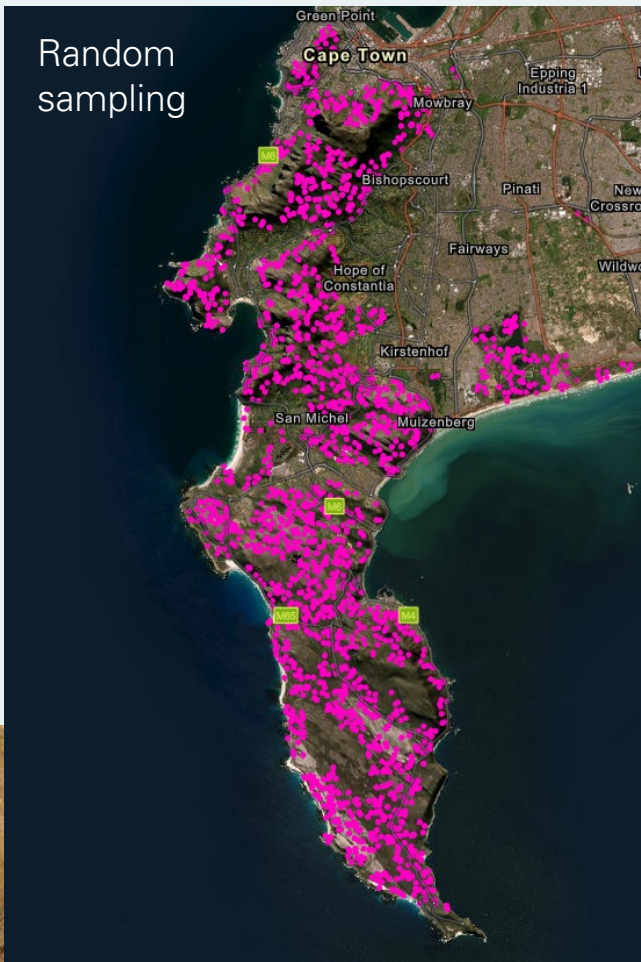 Random
sampling
Green Point
Cape Town
Epping
Industria 1
Mowbray
M6
Bishopscourt
Pinati
New
Crossro
Fairways
Wildwo
Hope of
Constantia
Kirstenhof
San Michel
Muizenberg
M6
M65
M4